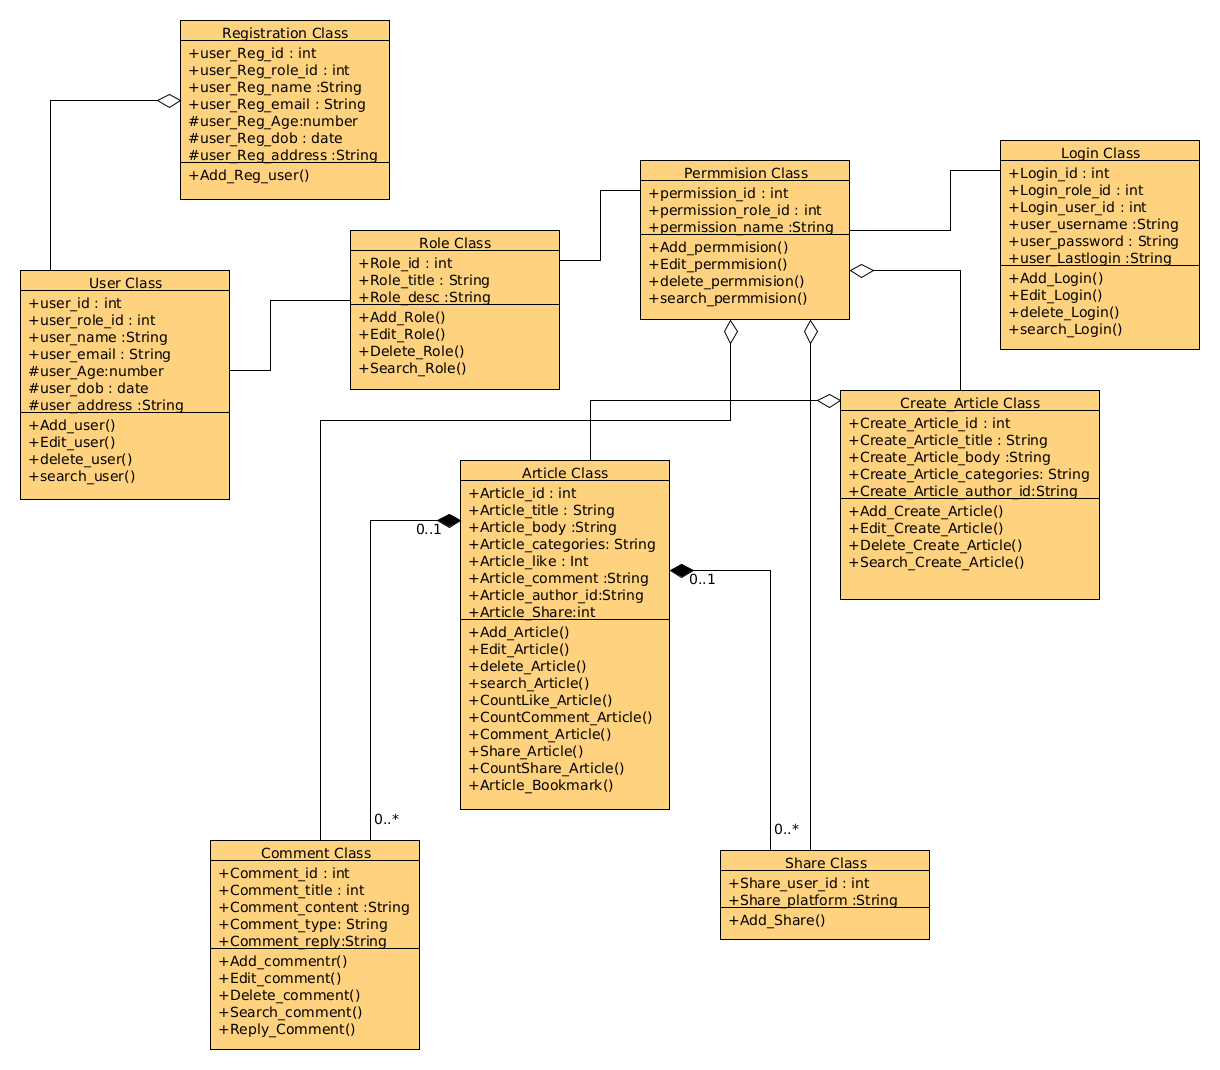 Registration Class
+user_Reg_id : int
+user_Reg_role_id : int
+user_Reg_name :String
+user_Reg_email : String
#user_Reg_Age:number
#user_Reg_dob : date
#user_Reg_address :String
+Add_Reg_user()
User Class
+user_id : int
+user_role_id : int
+user_name :String
+user_email : String
#user_Age:number
#user_dob : date
#user_address :String
+Add_user()
+Edit_user()
+delete_user()
+search_user()
Role Class
+Role_id : int
+Role_title : String
+Role_desc :String
+Add_Role()
+Edit_Role()
+Delete_Role()
+Search_Role()
Permmision Class
+permission_id : int
+permission_role_id : int
+permission_name :String
+Add_permmision()
+Edit_permmision()
+delete_permmision()
+search_permmision()
Login Class
+Login_id : int
+Login_role_id : int
+Login_user_id : int
+user_username :String
+user_password : String
+user_Lastlogin :String
+Add_Login()
+Edit_Login()
+delete_Login()
+search_Login()
Create_Article Class
+Create_Article_id : int
+Create_Article_title : String
+Create_Article_body :String
+Create_Article_categories: String
+Create_Article_author_id:String
+Add_Create_Article()
+Edit_Create_Article()
+Delete_Create_Article()
+Search_Create_Article()
Article Class
+Article_id : int
+Article_title : String
+Article_body :String
+Article_categories: String
+Article_like : Int
+Article_comment :String
+Article_author_id:String
+Article_Share:int
+Add_Article()
+Edit_Article()
+delete_Article()
+search_Article()
+CountLike_Article()
+CountComment_Article()
+Comment_Article()
+Share_Article()
+CountShare_Article()
+Article_Bookmark()
0..1
0..1
0..*
0..*
Comment Class
+Comment_id : int
+Comment_title : int
+Comment_content :String
+Comment_type: String
+Comment_reply:String
+Add_commentr()
+Edit_comment()
+Delete_comment()
+Search_comment()
+Reply_Comment()
Share Class
+Share_user_id : int
+Share_platform :String
+Add_Share()